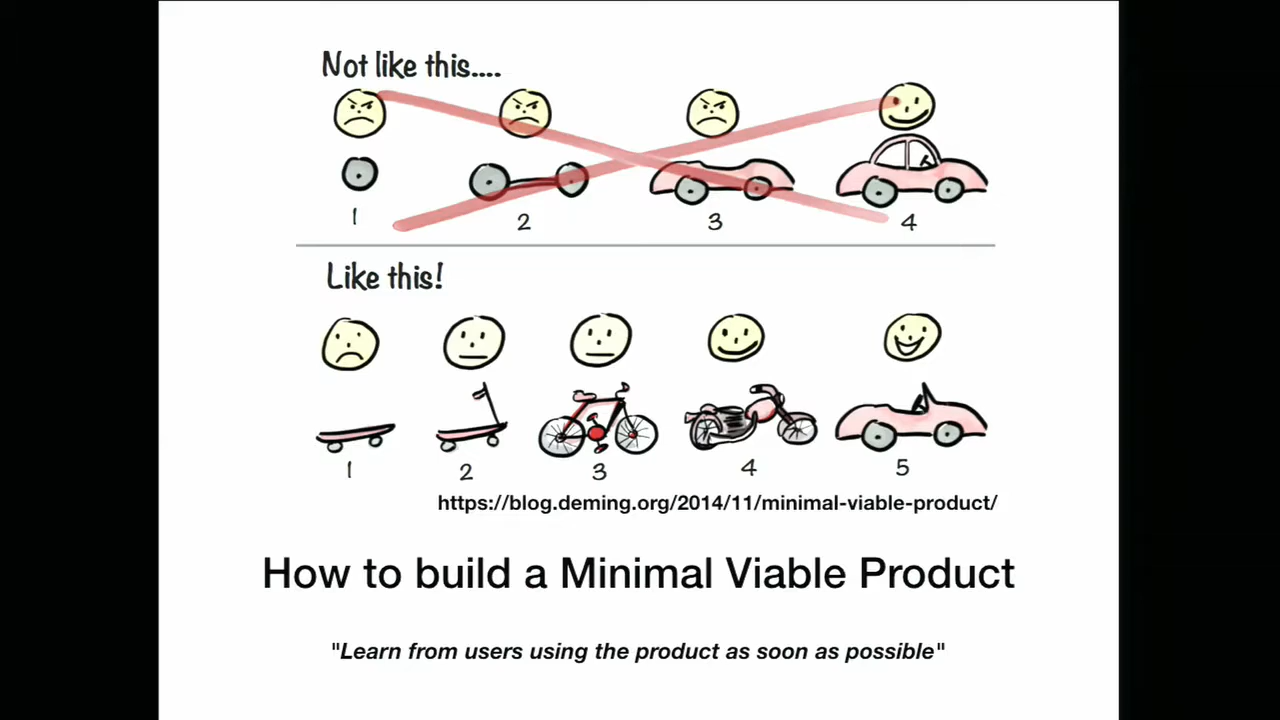 Not like this....
1
2
3
4
Like this!
1
2
3
4
5
https://blog.deming.org/2014/11/minimal-viable-product/
How to build a Minimal Viable Product
"Learn from users using the product as soon as possible"